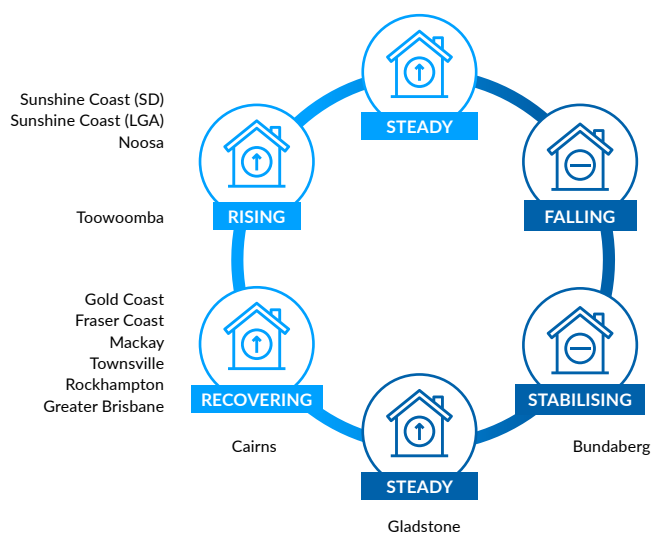 STEADY
Sunshine Coast (SD)
Sunshine Coast (LGA)
Noosa
RISING
FALLING
Toowoomba
Gold Coast
Fraser Coast
Mackay
Townsville
Rockhampton
Greater Brisbane
RECOVERING
STABILISING
Cairns
Bundaberg
STEADY
Gladstone